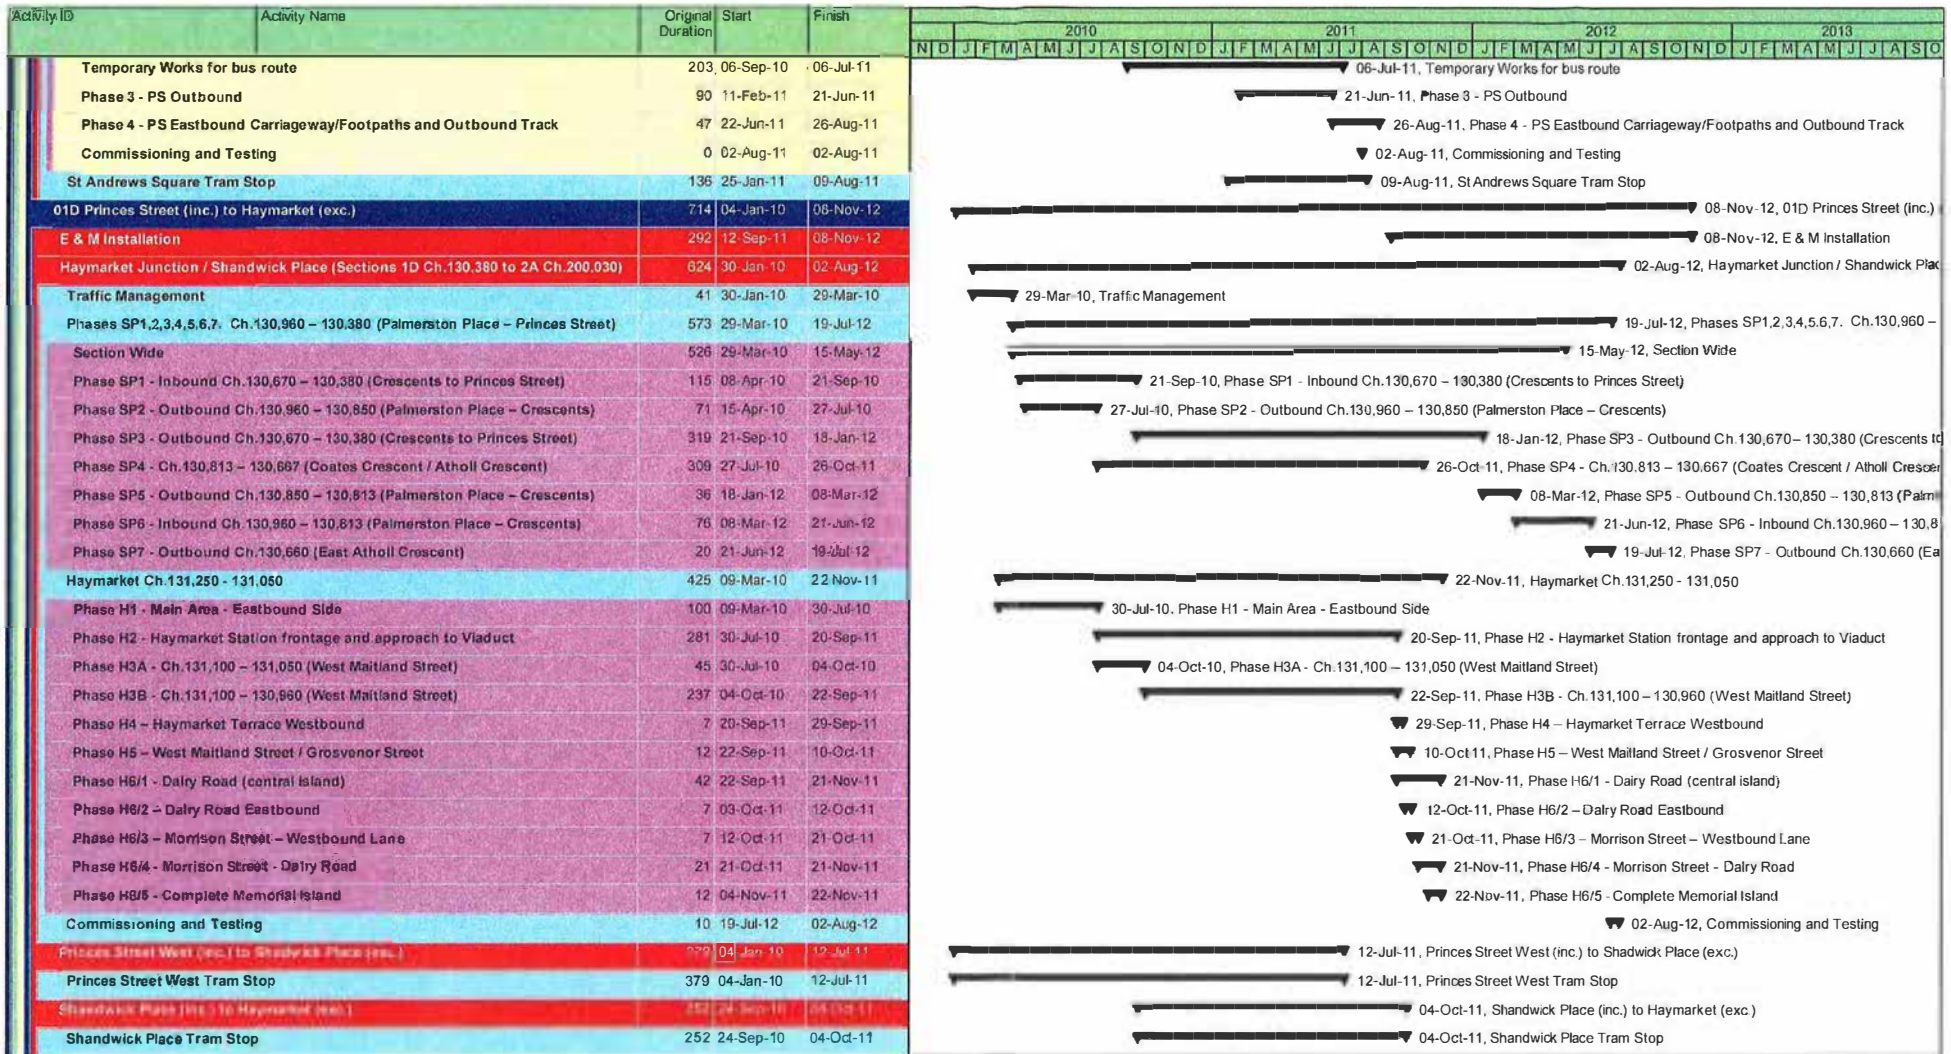 Activity ID Activity Name Original Duration Start Finish
2010 2011 2012 2013
N D J F M A M J J A S O N D J F M A M J J A S O N D J F M A M J J A S O N D J F M A M J J A S O
Temporary Works for bus route 203 06-Sep-10 06-Jul-11 06-Jul-11, Temporary Works for bus route
Phase 3 - PS Outbound 90 11-Feb-11 21-Jun-11 21-Jun-11, Phase 3 - PS Outbound
Phase 4 - PS Eastbound Carriageway/Footpaths and Outbound Track 47 22-Jun-11 26-Aug-11 26-Aug-11, Phase 4 - PS Eastbound Carriageway/Footpaths and Outbound Track
Commissioning and Testing 0 02-Aug-11 02-Aug-11 02-Aug-11, Commissioning and Testing
St Andrews Square Tram Stop 136 25-Jan-11 09-Aug-11 09-Aug-11, St Andrews Square Tram Stop
01D Princes Street (inc.) to Haymarket (exc.) 714 04-Jan-10 08-Nov-12 08-Nov-12, 01D Princes Street (inc.)
E & M Installation 292 12-Sep-11 08-Nov-12 08-Nov-12, E & M Installation
Haymarket Junction / Shandwick Place (Sections 1D Ch.130,380 to 2A Ch.200,030) 624 30-Jan-10 02-Aug-12 02-Aug-12, Haymarket Junction / Shandwick Plac
Traffic Management 41 30-Jan-10 29-Mar-10 29-Mar-10, Traffic Management
Phases SP1,2,3,4,5,6,7. Ch.130,960 – 130,380 (Palmerston Place – Princes Street) 573 29-Mar-10 19-Jul-12 19-Jul-12, Phases SP1,2,3,4,5,6,7. Ch.130,960 –
Section Wide 526 29-Mar-10 15-May-12 15-May-12, Section Wide
Phase SP1 - Inbound Ch.130,670 – 130,380 (Crescents to Princes Street) 115 08-Apr-10 21-Sep-10 21-Sep-10, Phase SP1 - Inbound Ch.130,670 – 130,380 (Crescents to Princes Street)
Phase SP2 - Outbound Ch.130,960 – 130,850 (Palmerston Place – Crescents) 71 15-Apr-10 27-Jul-10 27-Jul-10, Phase SP2 - Outbound Ch.130,960 – 130,850 (Palmerston Place – Crescents)
Phase SP3 - Outbound Ch.130,670 – 130,380 (Crescents to Princes Street) 319 21-Sep-10 18-Jan-12 18-Jan-12, Phase SP3 - Outbound Ch.130,670 – 130,380 (Crescents to
Phase SP4 - Ch.130,813 – 130,667 (Coates Crescent / Atholl Crescent) 309 27-Jul-10 26-Oct-11 26-Oct-11, Phase SP4 - Ch.130.813 – 130,667 (Coates Crescent / Atholl Crescen
Phase SP5 - Outbound Ch.130,850 – 130,813 (Palmerston Place – Crescents) 36 18-Jan-12 08-Mar-12 08-Mar-12, Phase SP5 - Outbound Ch.130,850 – 130,813 (Palm
Phase SP6 - Inbound Ch.130,960 – 130,813 (Palmerston Place – Crescents) 76 08-Mar-12 21-Jun-12 21-Jun-12, Phase SP6 - Inbound Ch.130,960 – 130,8
Phase SP7 - Outbound Ch.130,660 (East Atholl Crescent) 20 21-Jun-12 19-Jul-12 19-Jul-12, Phase SP7 - Outbound Ch.130,660 (Ea
Haymarket Ch.131,250 - 131,050 425 09-Mar-10 22 Nov-11 22-Nov-11, Haymarket Ch.131,250 - 131,050
Phase H1 - Main Area - Eastbound Side 100 09-Mar-10 30-Jul-10 30-Jul-10. Phase H1 - Main Area - Eastbound Side
Phase H2 - Haymarket Station frontage and approach to Viaduct 281 30-Jul-10 20-Sep-11 20-Sep-11, Phase H2 - Haymarket Station frontage and approach to Viaduct
Phase H3A - Ch.131,100 – 131,050 (West Maitland Street) 45 30-Jul-10 04-Oct-10 04-Oct-10, Phase H3A - Ch.131,100 – 131,050 (West Maitland Street)
Phase H3B - Ch.131,100 – 130,960 (West Maitland Street) 237 04-Oct-10 22-Sep-11 22-Sep-11, Phase H3B - Ch.131,100 – 130,960 (West Maitland Street)
Phase H4 – Haymarket Terrace Westbound 7 20-Sep-11 29-Sep-11 29-Sep-11, Phase H4 – Haymarket Terrace Westbound
Phase H5 – West Maitland Street / Grosvenor Street 12 22-Sep-11 10-Oct-11 10-Oct 11, Phase H5 – West Maitland Street / Grosvenor Street
Phase H6/1 - Dalry Road (central island) 42 22-Sep-11 21-Nov-11 21-Nov-11, Phase H6/1 - Dalry Road (central island)
Phase H6/2 – Dalry Road Eastbound 7 03-Oct-11 12-Oct-11 12-Oct-11, Phase H6/2 – Dalry Road Eastbound
Phase H6/3 – Morrison Street – Westbound Lane 7 12-Oct-11 21-Oct-11 21-Oct-11, Phase H6/3 – Morrison Street – Westbound Lane
Phase H6/4 - Morrison Street - Dalry Road 21 21-Oct-11 21-Nov-11 21-Nov-11, Phase H6/4 - Morrison Street - Dalry Road
Phase H6/5 - Complete Memorial Island 12 04-Nov-11 22-Nov-11 22-Nov-11, Phase H6/5 - Complete Memorial Island
Commissioning and Testing 10 19-Jul-12 02-Aug-12 02-Aug-12, Commissioning and Testing
Princes Street West (inc.) to Shadwick Place (exc.) 379 04 Jan-10 12-Jul-11 12-Jul-11, Princes Street West (inc.) to Shadwick Place (exc.)
Princes Street West Tram Stop 379 04-Jan-10 12-Jul-11 12-Jul-11, Princes Street West Tram Stop
Shandwick Place (inc.) to Haymarket (exc.) 252 24-Sep-10 04-Oct-11 04-Oct-11, Shandwick Place (inc.) to Haymarket (exc.)
Shandwick Place Tram Stop 252 24-Sep-10 04-Oct-11 04-Oct-11, Shandwick Place Tram Stop